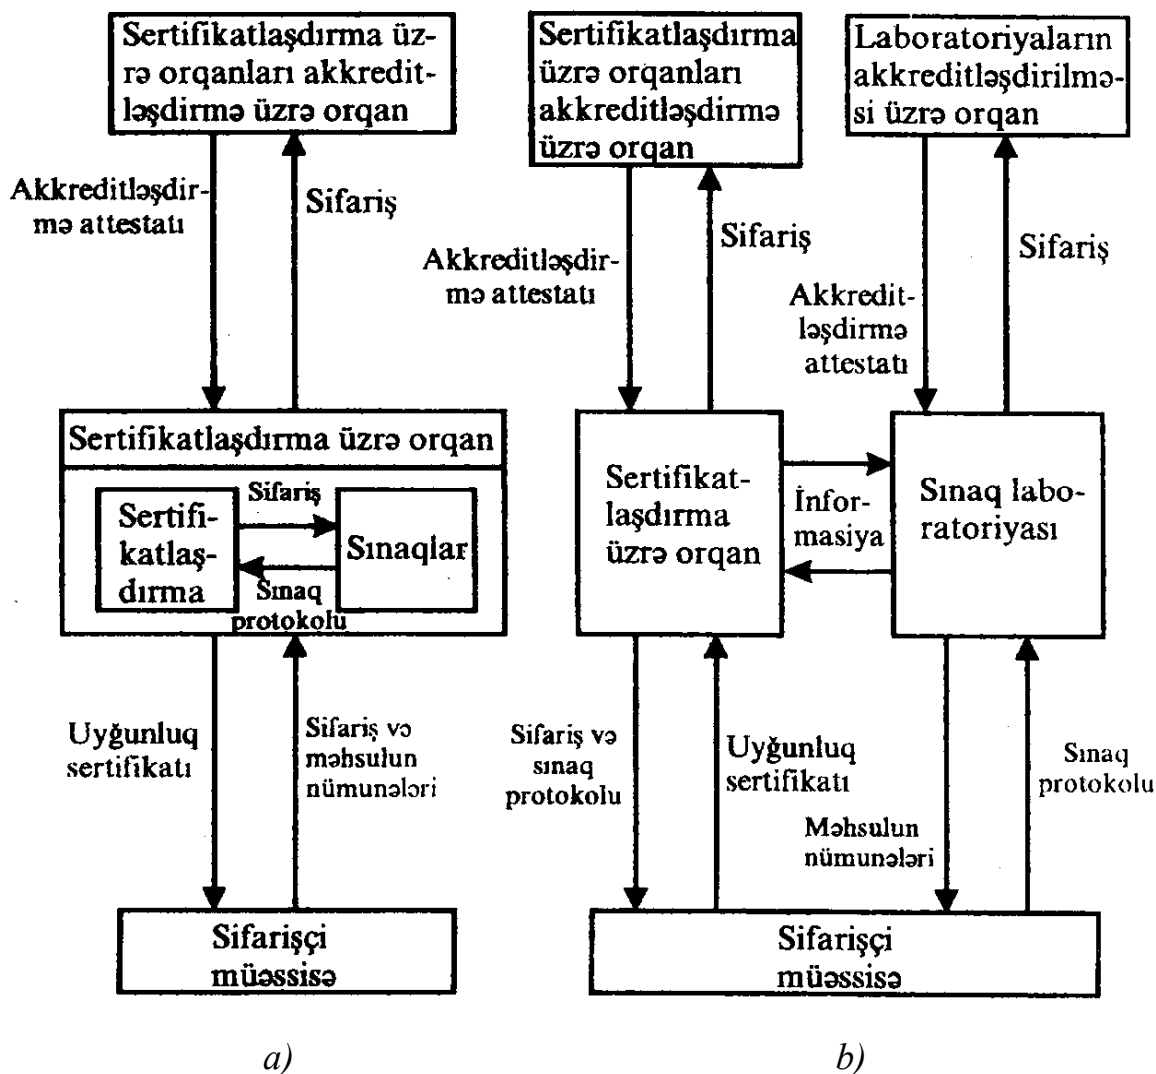 Sertifikatlaşdırma üz-
rə orqanları akkredit-
ləşdirmə üzrə orqan
Akkreditləşdir-
mə attestatı
Sifariş
Sertifikatlaşdırma üzrə orqan
Sertifi-
katlaş-
dırma
Sifariş
Sınaq
protokolu
Sınaqlar
Uyğunluq
sertifikatı
Sifariş və
məhsulun
nümunələri
Sifarişçi
müəssisə
a)
Sertifikatlaşdırma
üzrə orqanları
akkreditləşdirmə
üzrə orqan
Laboratoriyaların
akkreditləşdirilmə-
si üzrə orqan
Akkreditləşdir-
mə attestatı
Sifariş
Akkredit-
ləşdirmə
attestatı
Sifariş
Sertifikat-
laşdırma
üzrə orqan
İnfor-
masiya
Sınaq labo-
ratoriyası
Sifariş və
sınaq
protokolu
Uyğunluq
sertifikatı
Məhsulun
nümunələri
Sınaq
protokolu
Sifarişçi
müəssisə
b)